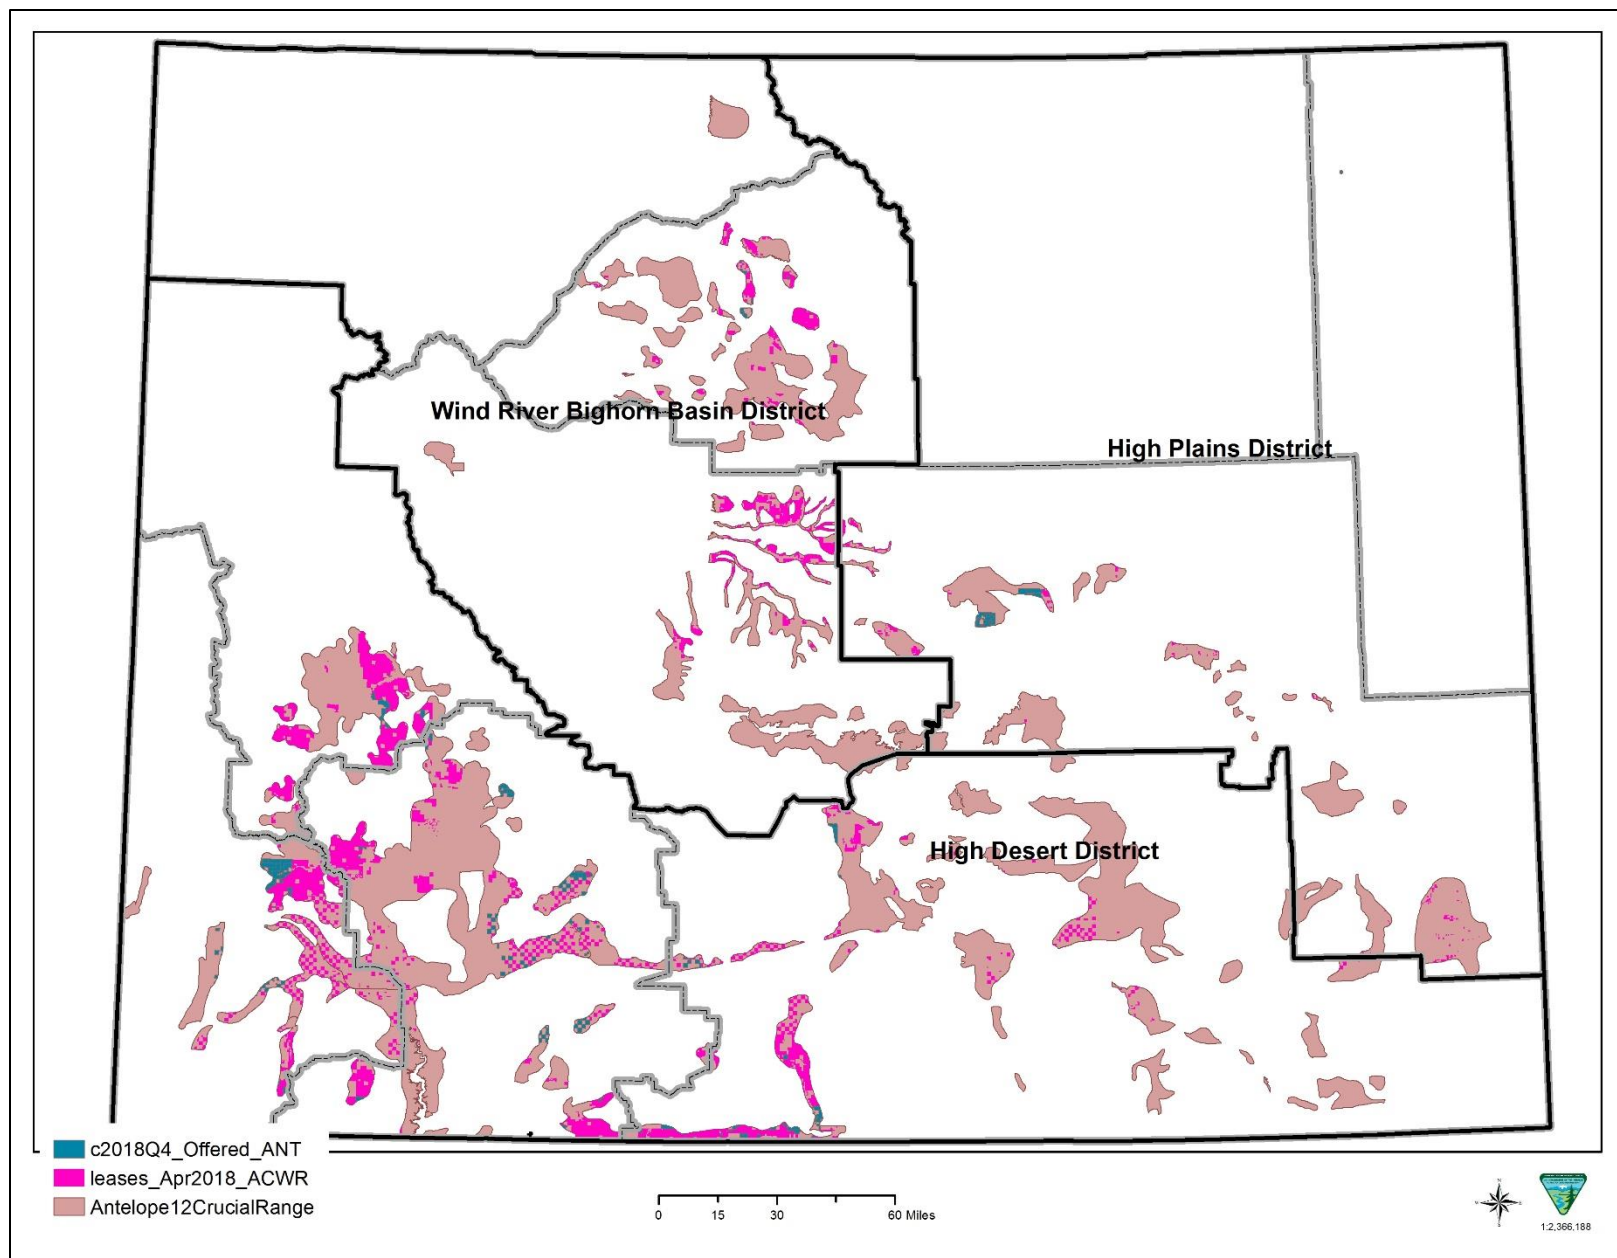 Wind River Bighorn Basin District
High Plains District
High Desert District
c2018Q4_Offered_ANT
leases_Apr2018_ACWR
Antelope12CrucialRange
0 15 30 60 Miles
1:2,366,188